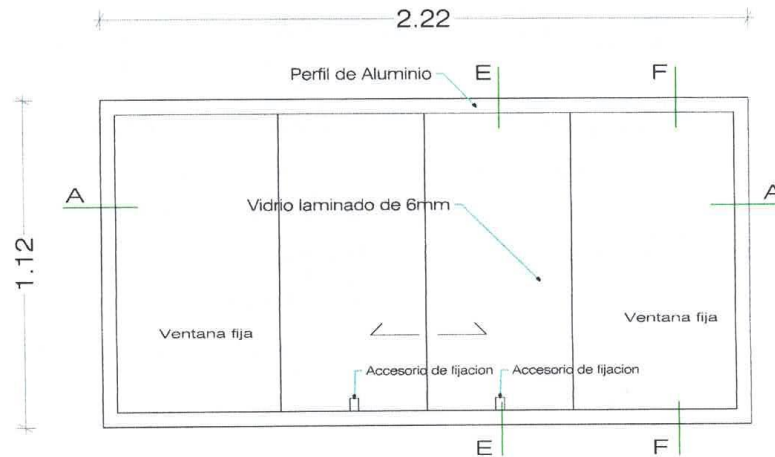 2.22
E
F
Perfil de Aluminio
A
A
Vidrio laminado de 6mm
1.12
Ventana fija
Ventana fija
Accesorio de fijacion
Accesorio de fijacion
E
F